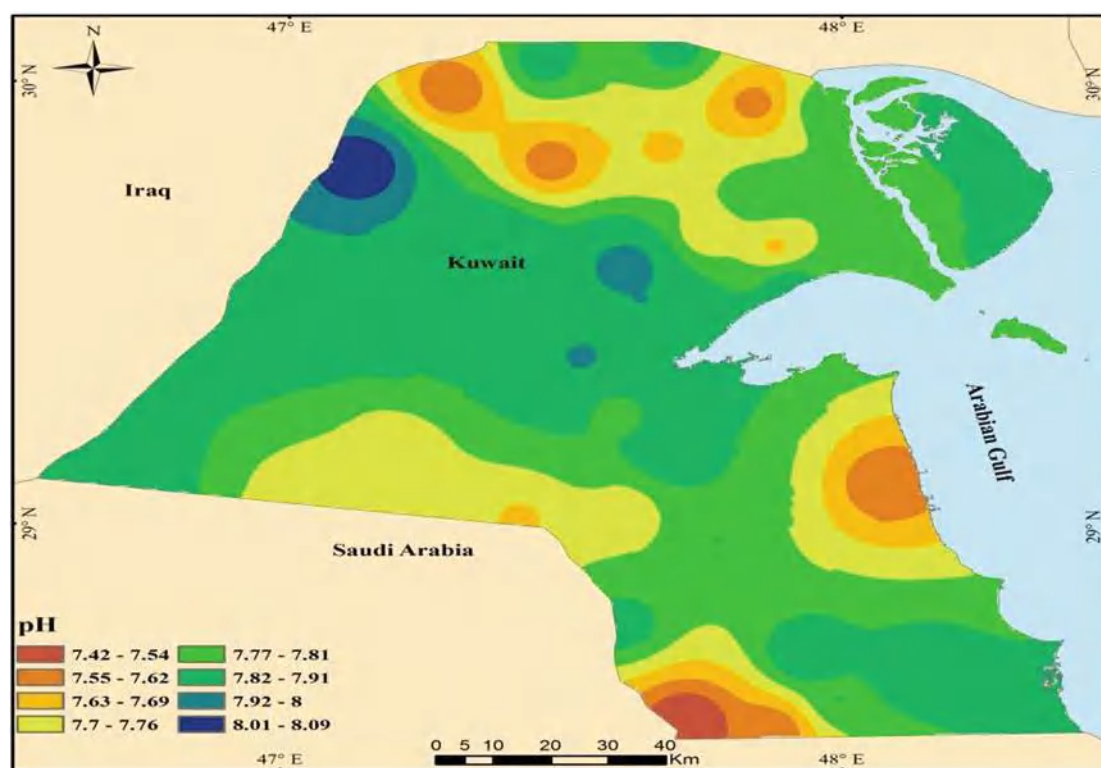 47° E 48° E
N
30° N 30° N
Iraq
Kuwait
Arabian Gulf
29° N 29° N
Saudi Arabia
pH
7.42 - 7.54 7.77 - 7.81
7.55 - 7.62 7.82 - 7.91
7.63 - 7.69 7.92 - 8
7.7 - 7.76 8.01 - 8.09
0 5 10 20 30 40
Km
47° E 48° E